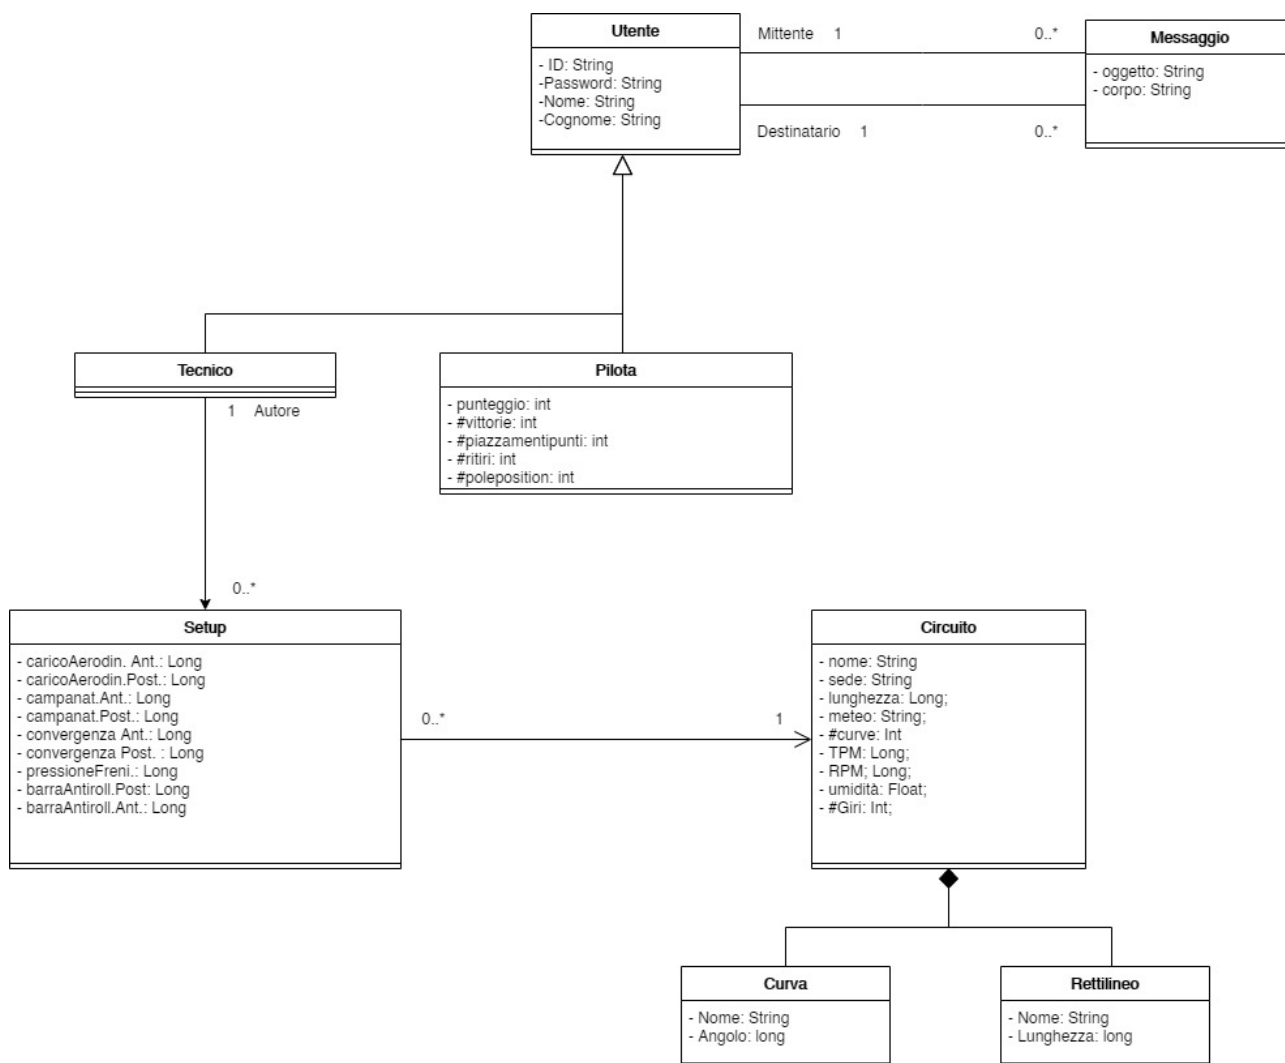 Utente
- ID: String
-Password: String
-Nome: String
-Cognome: String
Mittente 1 0..*
Destinatario 1 0..*
Messaggio
- oggetto: String
- corpo: String
Tecnico
1 Autore
0..*
Pilota
- punteggio: int
- #vittorie: int
- #piazzamentipunti: int
- #ritiri: int
- #poleposition: int
Setup
- caricoAerodin. Ant.: Long
- caricoAerodin.Post.: Long
- campanat.Ant.: Long
- campanat.Post.: Long
- convergenza Ant.: Long
- convergenza Post. : Long
- pressioneFreni.: Long
- barraAntiroll.Post: Long
- barraAntiroll.Ant.: Long
0..* 1
Circuito
- nome: String
- sede: String
- lunghezza: Long;
- meteo: String;
- #curve: Int
- TPM: Long;
- RPM; Long;
- umidità: Float;
- #Giri: Int;
Curva
- Nome: String
- Angolo: long
Rettilineo
- Nome: String
- Lunghezza: long